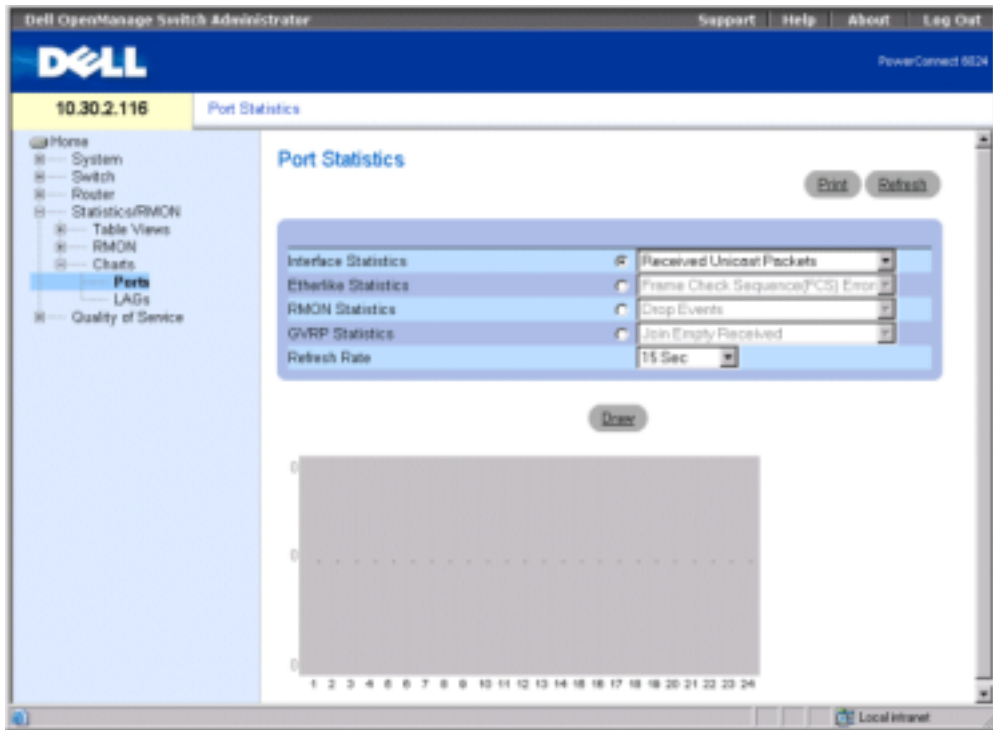 Dell OpenManage Switch Administrator
Support Help About Log Out
DELL
PowerConnect 6024
10.30.2.116
Port Statistics
Home
System
Switch
Router
Statistics/RMON
Table Views
RMON
Charts
Ports
LAGs
Quality of Service
Port Statistics
Print Refresh
Interface Statistics Received Unicast Packets
Etherlike Statistics Frame Check Sequence(FCS) Error
RMON Statistics Drop Events
GVRP Statistics Join Empty Received
Refresh Rate 15 Sec
Draw
0
0
0
1 2 3 4 5 6 7 8 9 10 11 12 13 14 15 16 17 18 19 20 21 22 23 24
Local intranet